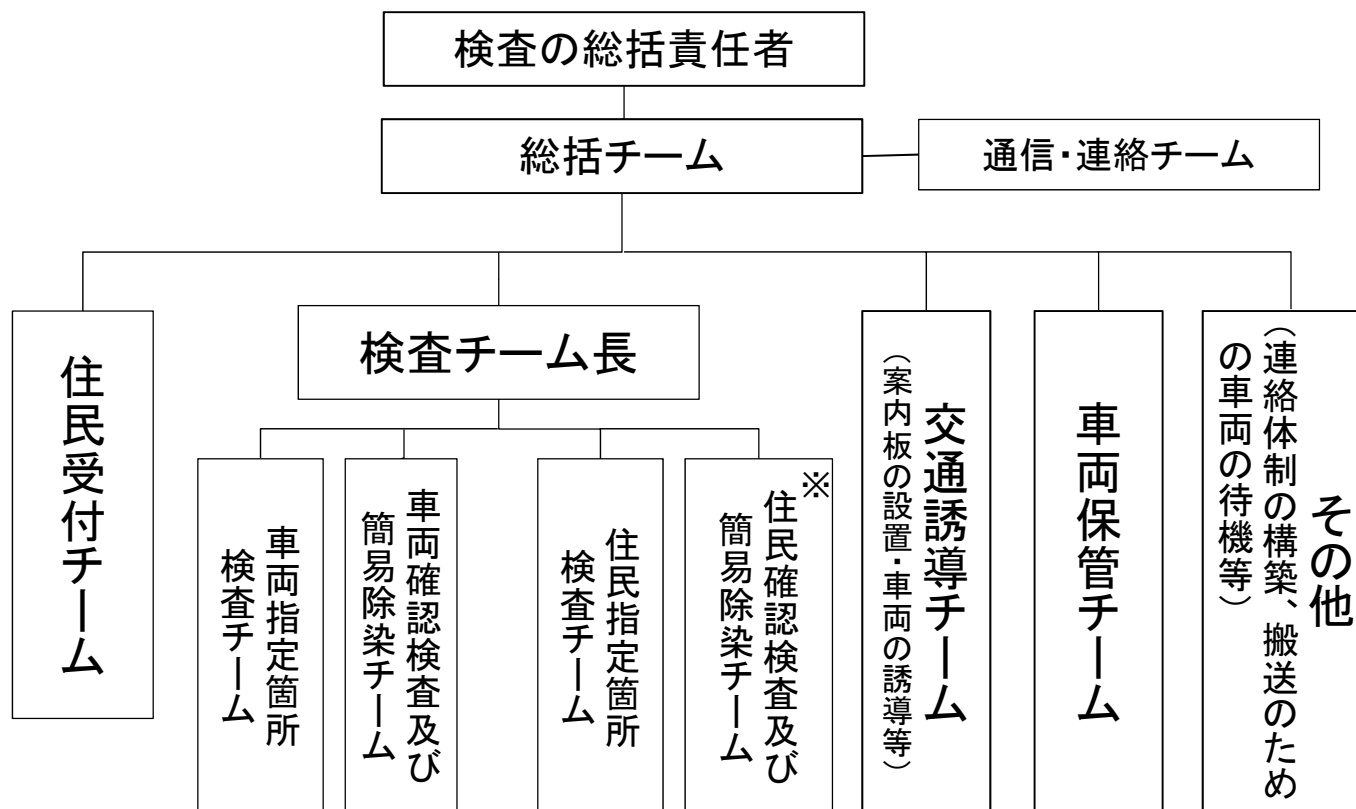 検査の総括責任者
総括チーム
通信・連絡チーム
住民受付チーム
検査チーム長
車両指定箇所
検査チーム
車両確認検査及び
簡易除染チーム
住民指定箇所
検査チーム
※
住民確認検査及び
簡易除染チーム
交通誘導チーム
（案内板の設置・車両の誘導等）
車両保管チーム
その他
（連絡体制の構築、搬送のため
の車両の待機等）